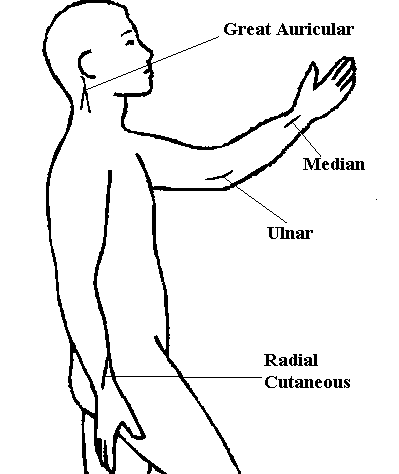 Great Auricular
Median
Ulnar
Radial
Cutaneous